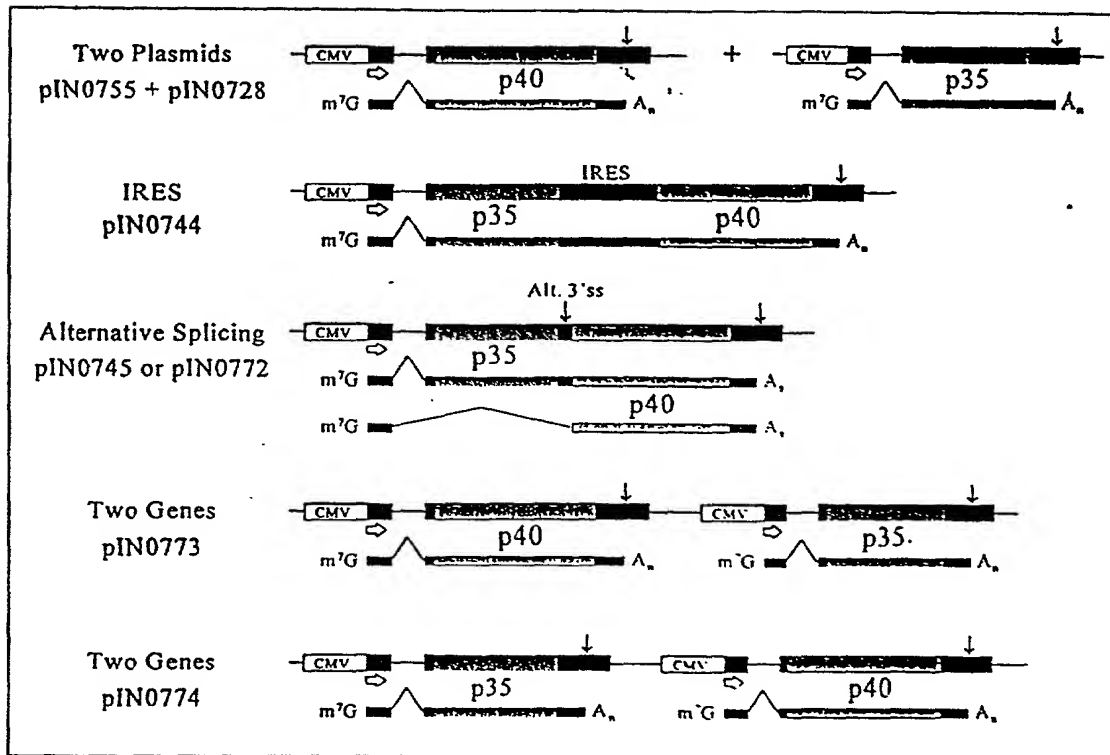 Two Plasmids
pIN0755 + pIN0728
CMV
p40
m⁷G
Aₙ
+
CMV
p35
m⁷G
Aₙ
IRES
pIN0744
CMV
IRES
p35
p40
m⁷G
Aₙ
Alternative Splicing
pIN0745 or pIN0772
Alt. 3'ss
CMV
p35
m⁷G
A
p40
m⁷G
A
Two Genes
pIN0773
CMV
p40
m⁷G
Aₙ
CMV
p35
m G
Aₙ
Two Genes
pIN0774
CMV
p35
m⁷G
Aₙ
CMV
p40
m G
Aₙ